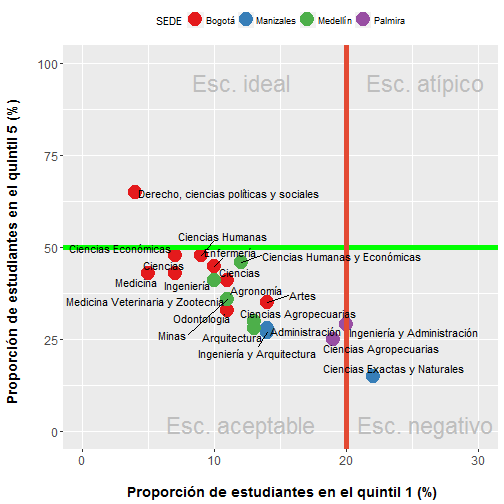 SEDE Bogotá Manizales Medellín Palmira
Proporción de estudiantes en el quintil 5 (%)
100
75
50
25
0
Esc. ideal
Esc. atípico
Derecho, ciencias políticas y sociales
Ciencias Humanas
Ciencias Económicas
Enfermería
Ciencias Humanas y Económicas
Ciencias
Ciencias
Medicina
Ingeniería
Agronomía
Artes
Medicina Veterinaria y Zootecnia
Ciencias Agropecuarias
Odontología
Minas
Arquitectura
Administración
Ingeniería y Administración
Ingeniería y Arquitectura
Ciencias Agropecuarias
Ciencias Exactas y Naturales
Esc. aceptable
Esc. negativo
0
10
20
30
Proporción de estudiantes en el quintil 1 (%)